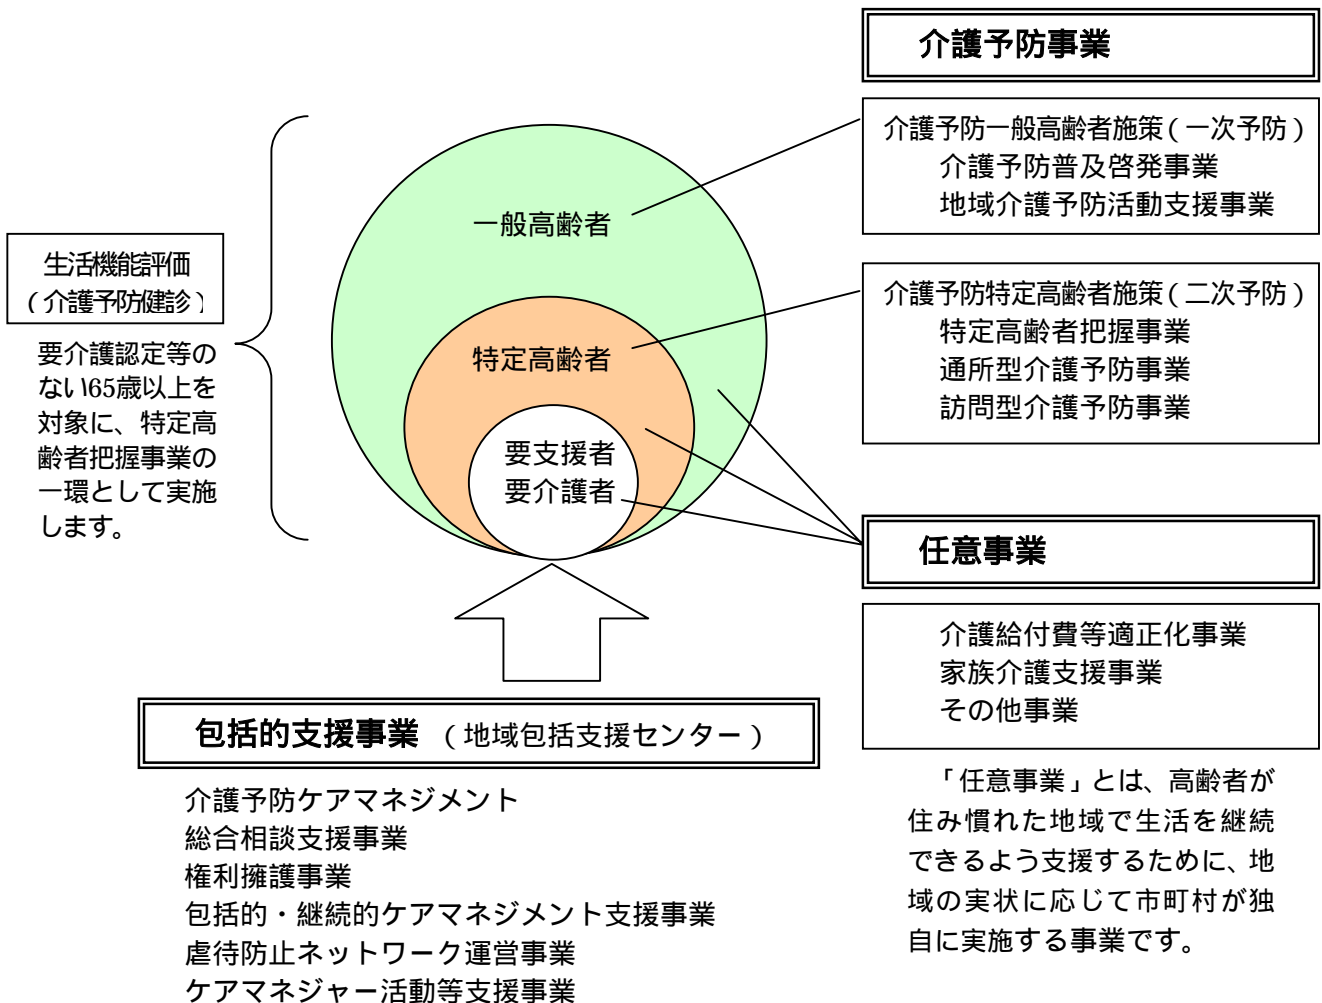 介護予防事業
介護予防一般高齢者施策(一次予防)
介護予防普及啓発事業
地域介護予防活動支援事業
一般高齢者
生活機能評価
(介護予防健診)
要介護認定等の
ない65歳以上を
対象に、特定高
齢者把握事業の
一環として実施
します。
介護予防特定高齢者施策(二次予防)
特定高齢者把握事業
通所型介護予防事業
訪問型介護予防事業
特定高齢者
要支援者
要介護者
任意事業
介護給付費等適正化事業
家族介護支援事業
その他事業
「任意事業」とは、高齢者が
住み慣れた地域で生活を継続
できるよう支援するために、地
域の実状に応じて市町村が独
自に実施する事業です。
包括的支援事業 (地域包括支援センター)
介護予防ケアマネジメント
総合相談支援事業
権利擁護事業
包括的・継続的ケアマネジメント支援事業
虐待防止ネットワーク運営事業
ケアマネジャー活動等支援事業